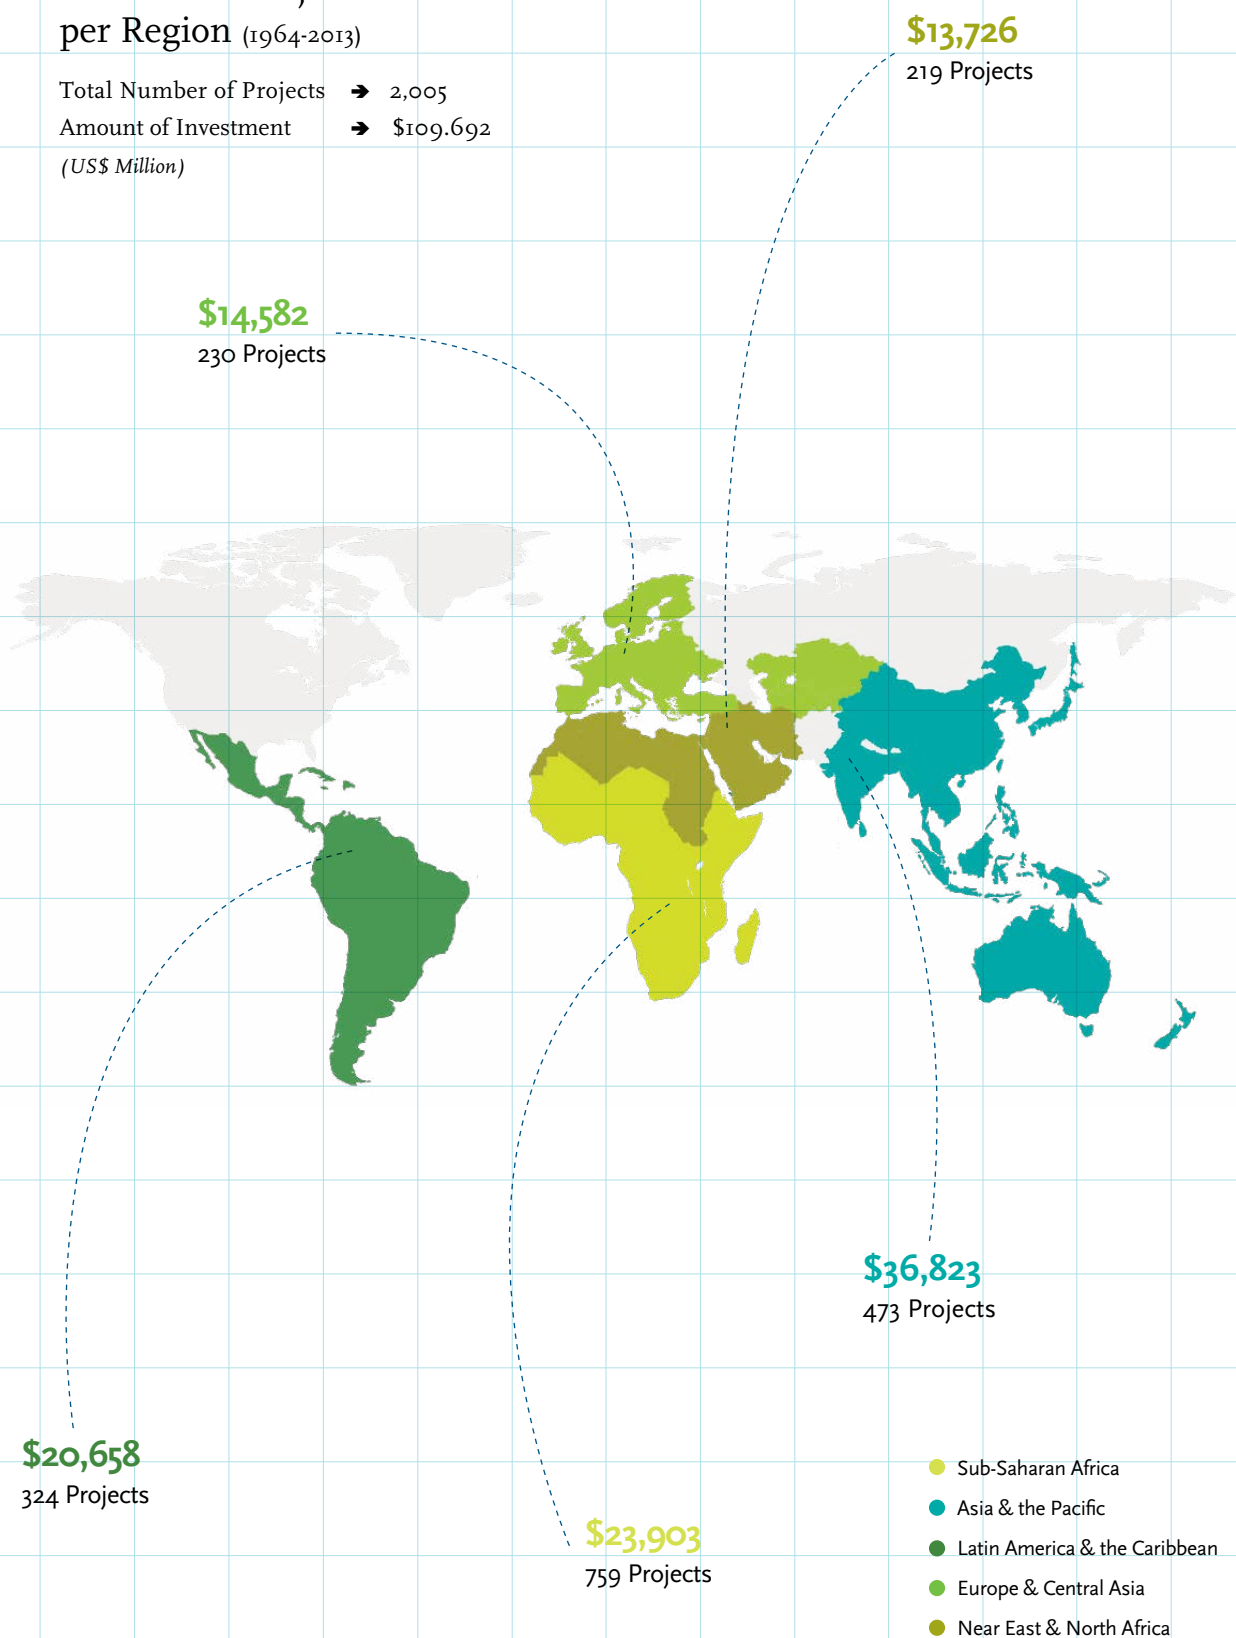 per Region (1964-2013)
Total Number of Projects ➔ 2,005
Amount of Investment ➔ $109.692
(US$ Million)
$13,726
219 Projects
$14,582
230 Projects
$36,823
473 Projects
$20,658
324 Projects
$23,903
759 Projects
Sub-Saharan Africa
Asia & the Pacific
Latin America & the Caribbean
Europe & Central Asia
Near East & North Africa